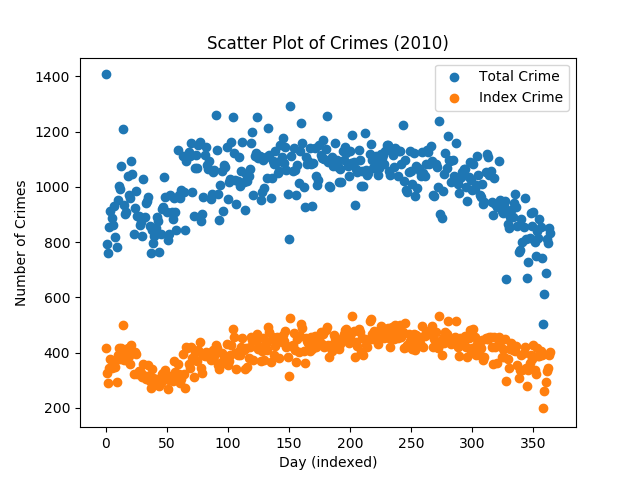 Scatter Plot of Crimes (2010)
Total Crime
Index Crime
Number of Crimes
1400
1200
1000
800
600
400
200
0 50 100 150 200 250 300 350
Day (indexed)